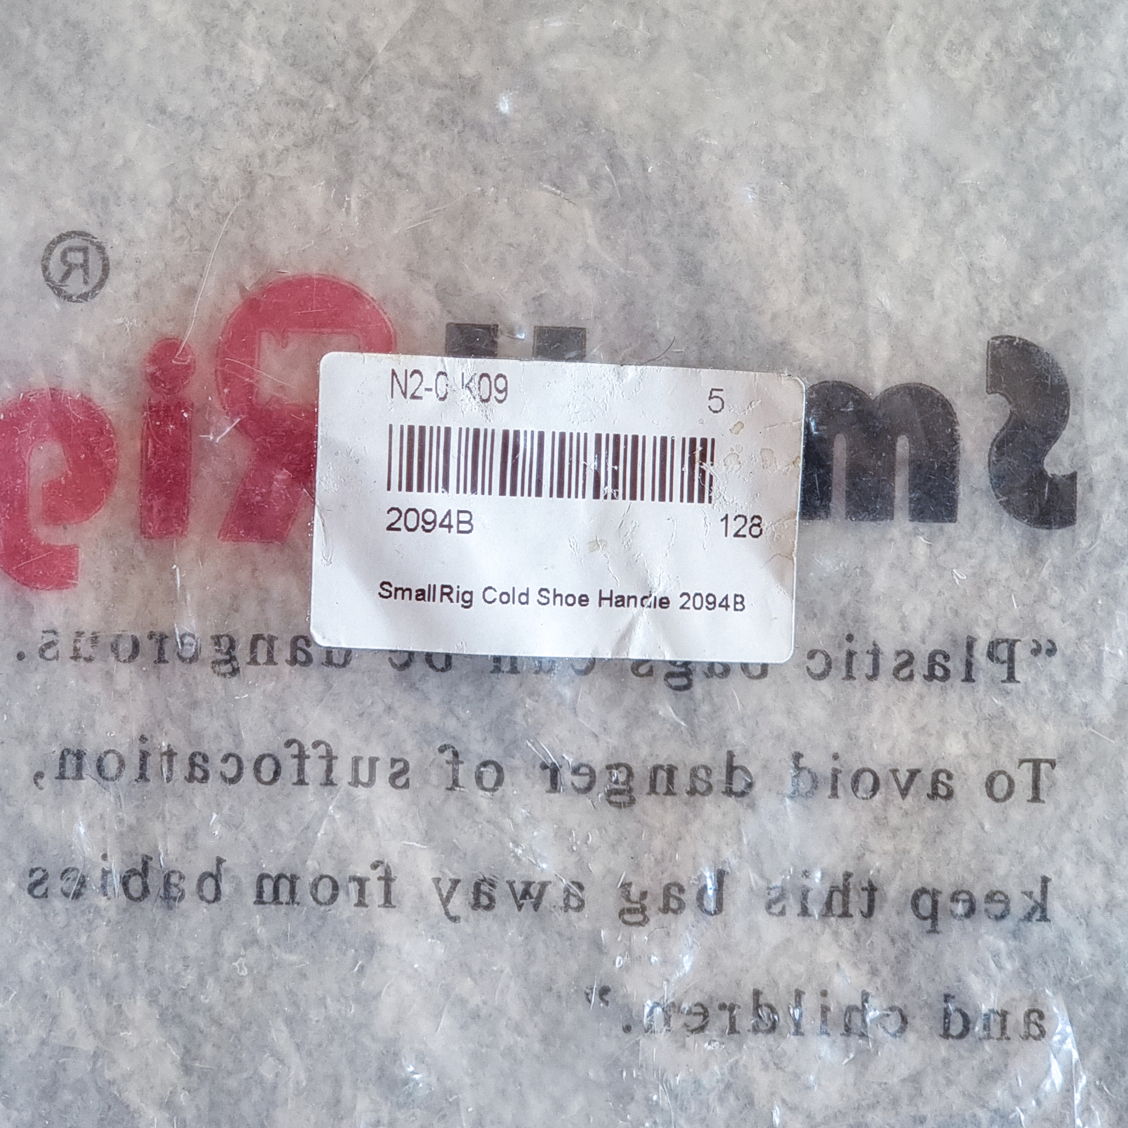 ®
SmallRig
N2-0 K09
5
2094B
128
SmallRig Cold Shoe Handle 2094B
“Plastic bags can be dangerous.
To avoid danger of suffocation,
keep this bag away from babies
and children.”